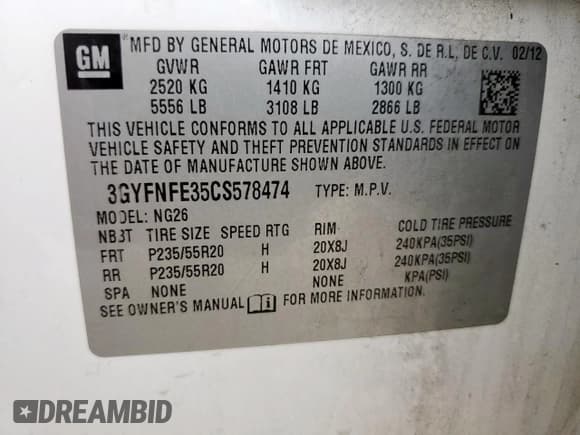 GM
MFD BY GENERAL MOTORS DE MEXICO, S. DE R.L. DE C.V. 02/12
GVWR GAWR FRT GAWR RR
2520 KG 1410 KG 1300 KG
5556 LB 3108 LB 2866 LB
THIS VEHICLE CONFORMS TO ALL APPLICABLE U.S. FEDERAL MOTOR
VEHICLE SAFETY AND THEFT PREVENTION STANDARDS IN EFFECT ON
THE DATE OF MANUFACTURE SHOWN ABOVE.
3GYFNFE35CS578474 TYPE: M.P.V.
MODEL: NG26
NB3T TIRE SIZE SPEED RTG RIM COLD TIRE PRESSURE
FRT P235/55R20 H 20X8J 240KPA(35PSI)
RR P235/55R20 H 20X8J 240KPA(35PSI)
SPA NONE NONE KPA(PSI)
SEE OWNER'S MANUAL i FOR MORE INFORMATION.
DREAMBID